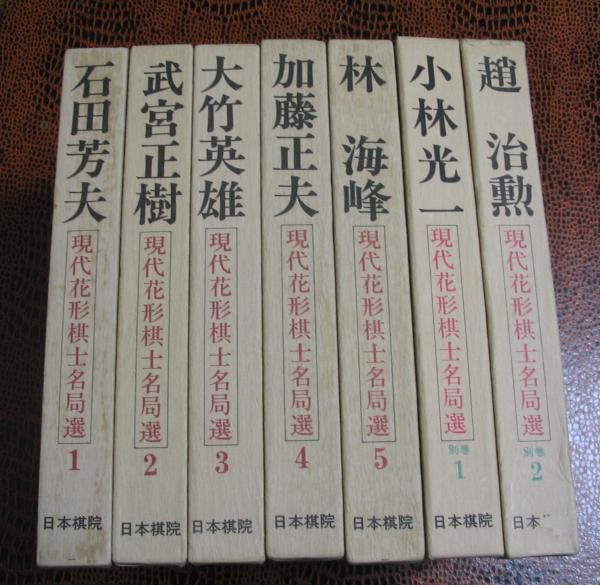 石田芳夫
現代花形棋士名局選
1
日本棋院
武宮正樹
現代花形棋士名局選
2
日本棋院
大竹英雄
現代花形棋士名局選
3
日本棋院
加藤正夫
現代花形棋士名局選
4
日本棋院
林 海峰
現代花形棋士名局選
5
日本棋院
小林光一
現代花形棋士名局選
別巻
1
日本棋院
趙 治勲
現代花形棋士名局選
別巻
2
日本